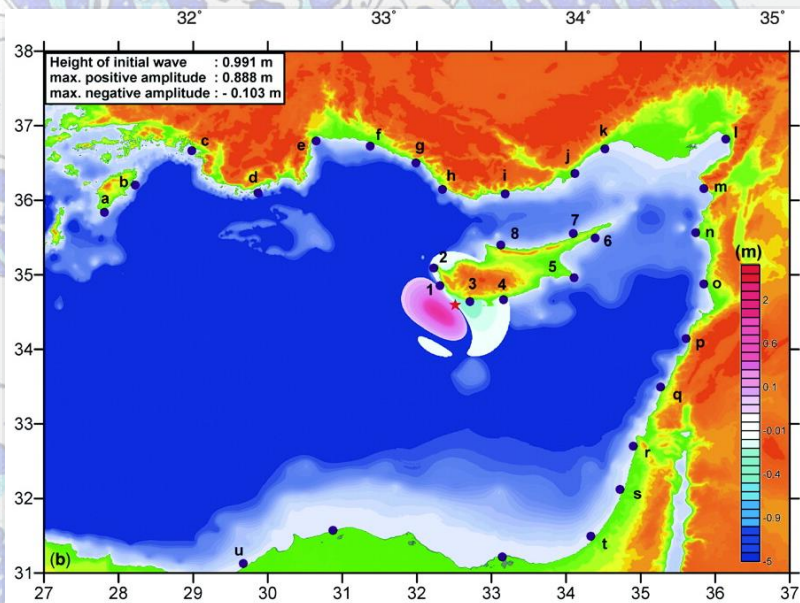 32° 33° 34° 35°
Height of initial wave : 0.991 m
max. positive amplitude : 0.888 m
max. negative amplitude : - 0.103 m
38
37
36
35
34
33
32
31
a
b
c
d
e
f
g
h
i
j
k
l
m
n
o
p
q
r
s
t
u
1
2
3
4
5
6
7
8
(m)
2
0.6
0.1
-0.01
-0.4
-0.9
-5
(b)
27 28 29 30 31 32 33 34 35 36 37